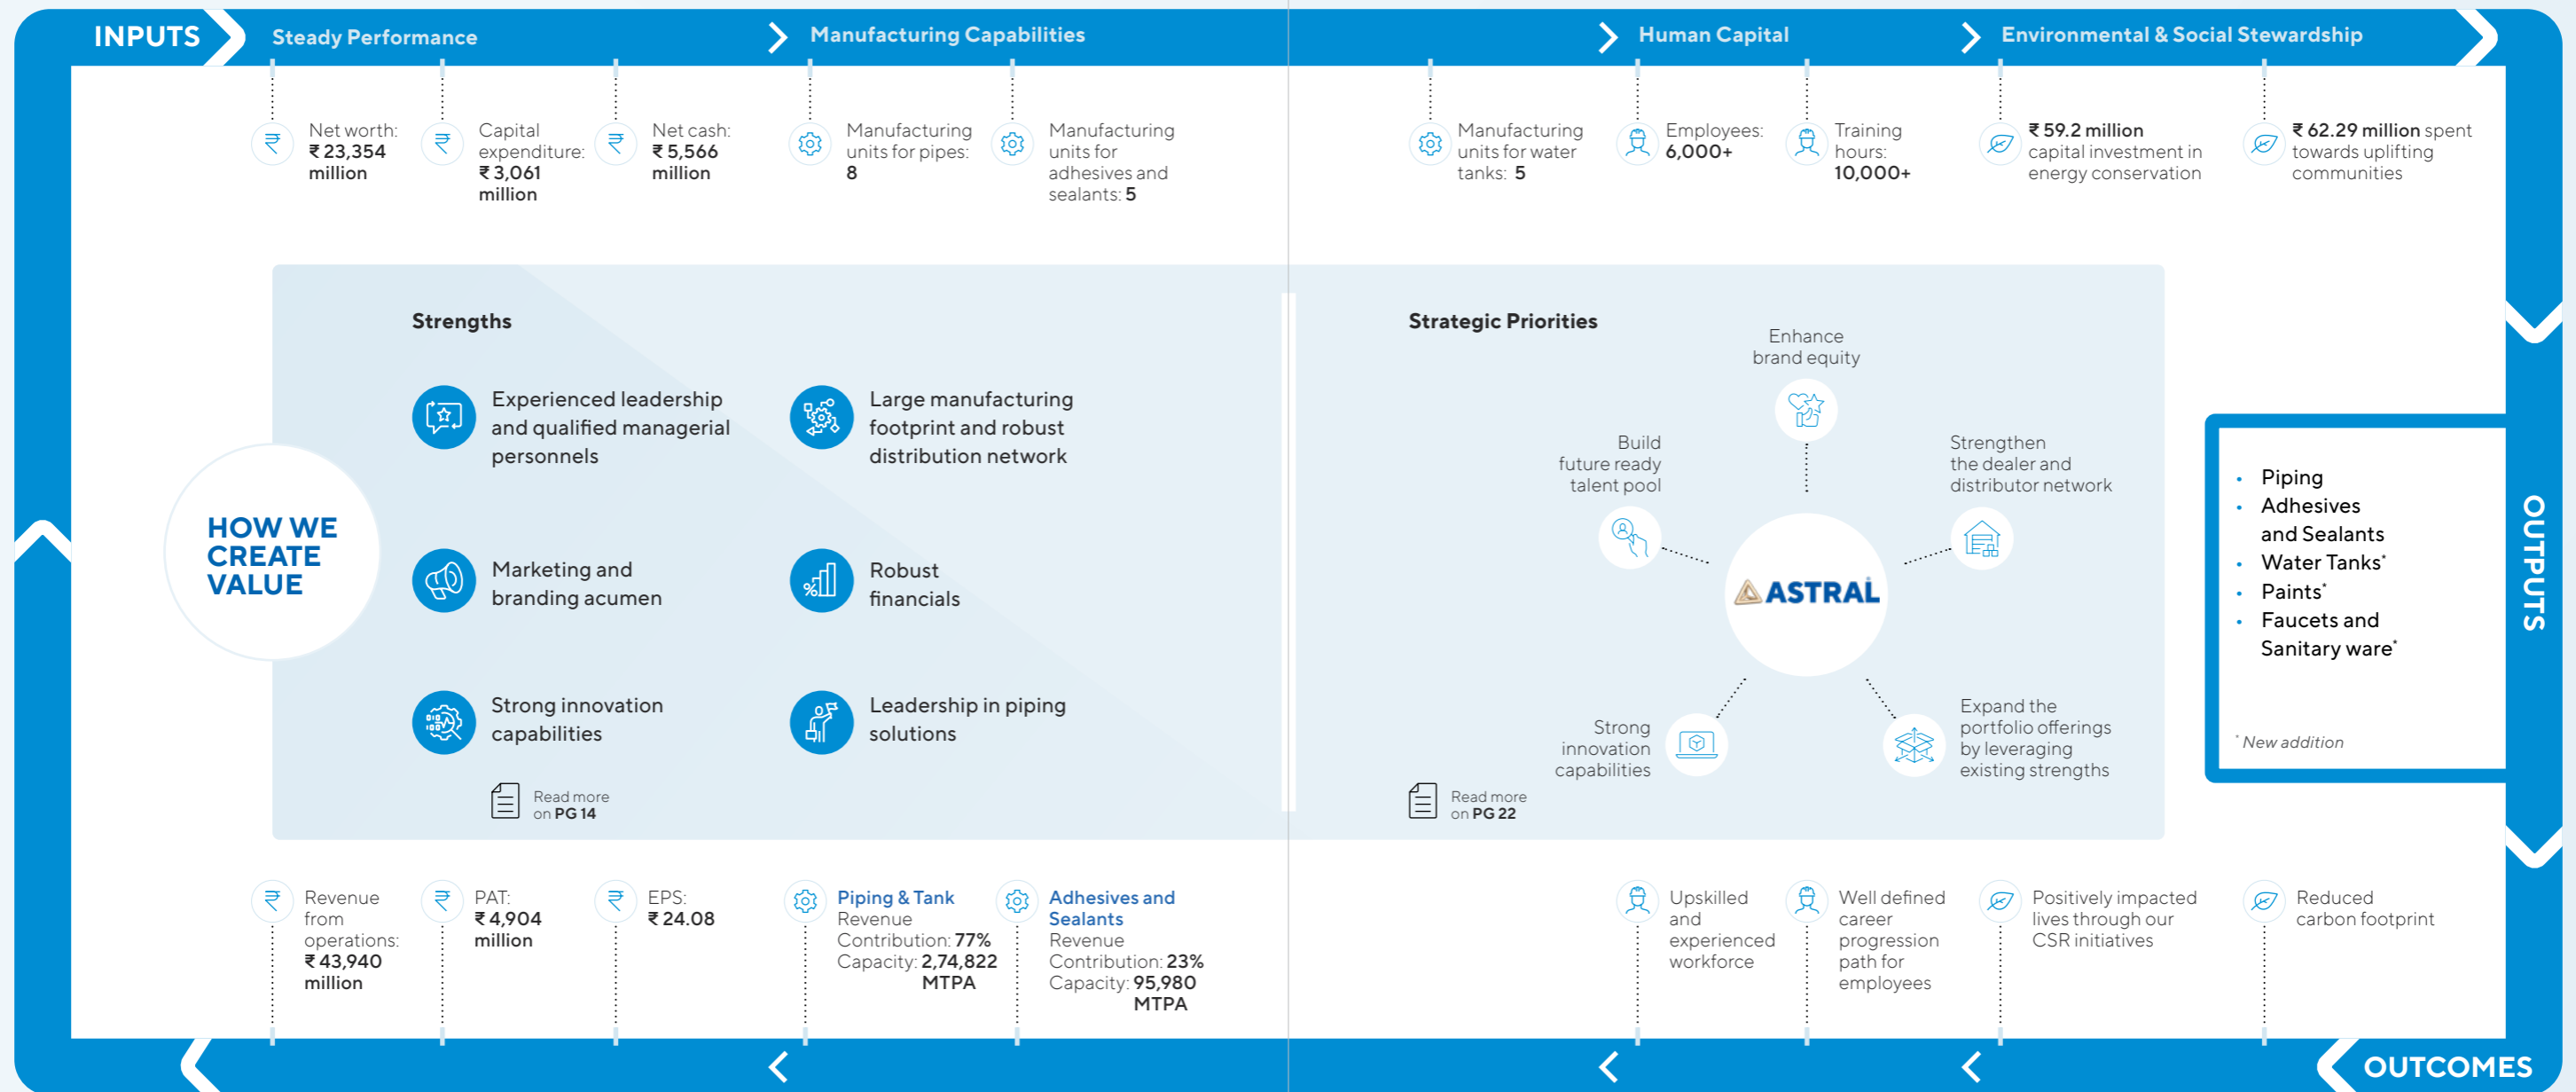 INPUTS
Steady Performance
Manufacturing Capabilities
Human Capital
Environmental & Social Stewardship
Net worth:
₹ 23,354
million
Capital
expenditure:
₹ 3,061
million
Net cash:
₹ 5,566
million
Manufacturing
units for pipes:
8
Manufacturing
units for
adhesives and
sealants: 5
Manufacturing
units for water
tanks: 5
Employees:
6,000+
Training
hours:
10,000+
₹ 59.2 million
capital investment in
energy conservation
₹ 62.29 million spent
towards uplifting
communities
HOW WE
CREATE
VALUE
Strengths
Experienced leadership
and qualified managerial
personnels
Large manufacturing
footprint and robust
distribution network
Marketing and
branding acumen
Robust
financials
Strong innovation
capabilities
Leadership in piping
solutions
Read more
on PG 14
Strategic Priorities
Enhance
brand equity
Build
future ready
talent pool
Strengthen
the dealer and
distributor network
ASTRAL
Strong
innovation
capabilities
Expand the
portfolio offerings
by leveraging
existing strengths
Read more
on PG 22
OUTPUTS
• Piping
• Adhesives
and Sealants
• Water Tanks*
• Paints*
• Faucets and
Sanitary ware*
* New addition
Revenue
from
operations:
₹ 43,940
million
PAT:
₹ 4,904
million
EPS:
₹ 24.08
Piping & Tank
Revenue
Contribution: 77%
Capacity: 2,74,822
MTPA
Adhesives and
Sealants
Revenue
Contribution: 23%
Capacity: 95,980
MTPA
Upskilled
and
experienced
workforce
Well defined
career
progression
path for
employees
Positively impacted
lives through our
CSR initiatives
Reduced
carbon footprint
OUTCOMES